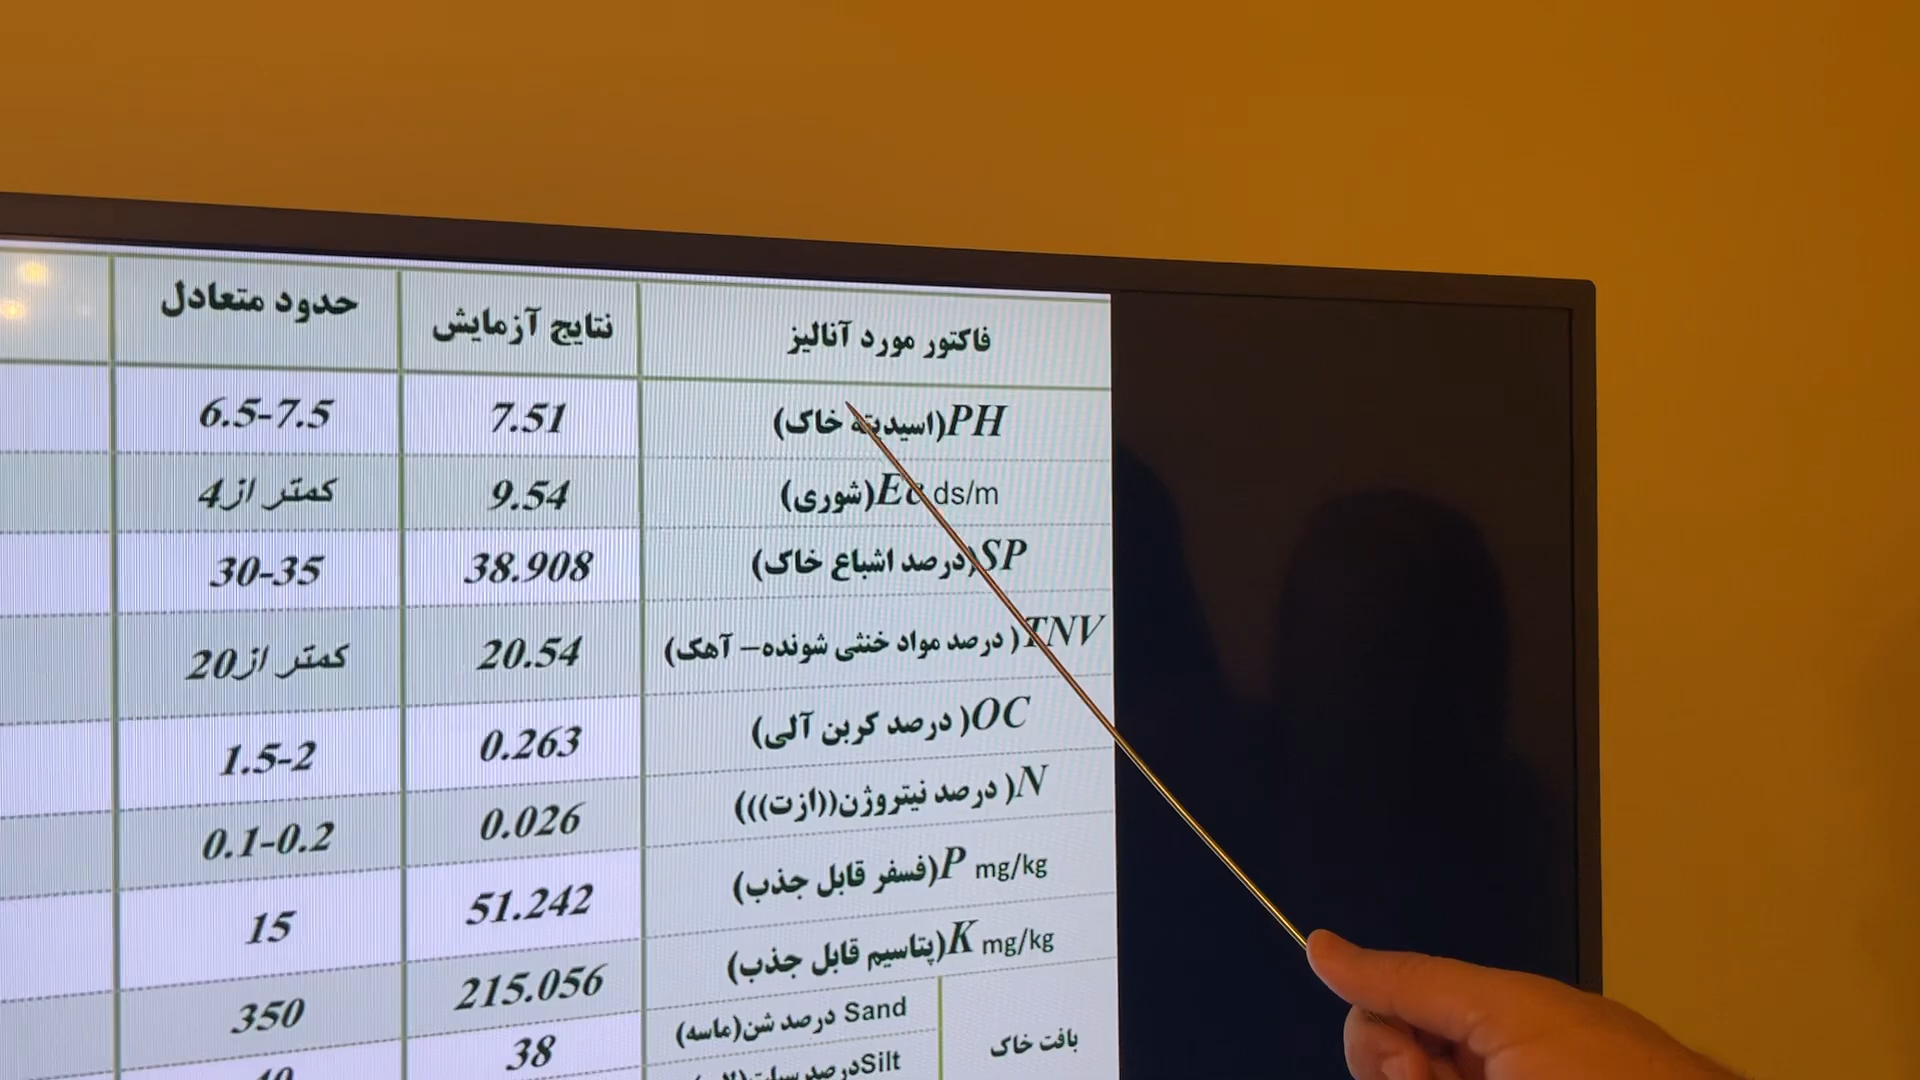 فاکتور مورد آنالیز نتایج آزمایش حدود متعادل
PH(اسیدیته خاک) 7.51 6.5-7.5
Ec ds/m(شوری) 9.54 کمتر از4
SP(درصد اشباع خاک) 38.908 30-35
TNV( درصد مواد خنثی شونده– آهک) 20.54 کمتر از20
OC( درصد کربن آلی) 0.263 1.5-2
N( درصد نیتروژن((ازت))) 0.026 0.1-0.2
P mg/kg(فسفر قابل جذب) 51.242 15
K mg/kg(پتاسیم قابل جذب) 215.056 350
بافت خاک Sand درصد شن(ماسه) 38
Silt درصد سیلت